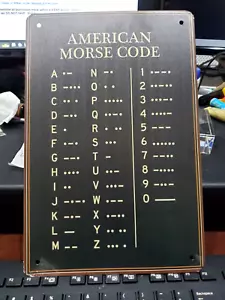 AMERICAN
MORSE CODE
A ·– N –· 1 ·––·
B –··· O · · 2 ··–··
C ·· · P ····· 3 ···–·
D –·· Q ··–· 4 ····–
E · R · ·· 5 –––
F ·–· S ··· 6 ······
G ––· T – 7 ––··
H ···· U ··– 8 –····
I ·· V ···– 9 –··–
J –·–· W ·–– 0 ——
K –·– X ·–··
L — Y ·· ··
M –– Z ··· ·